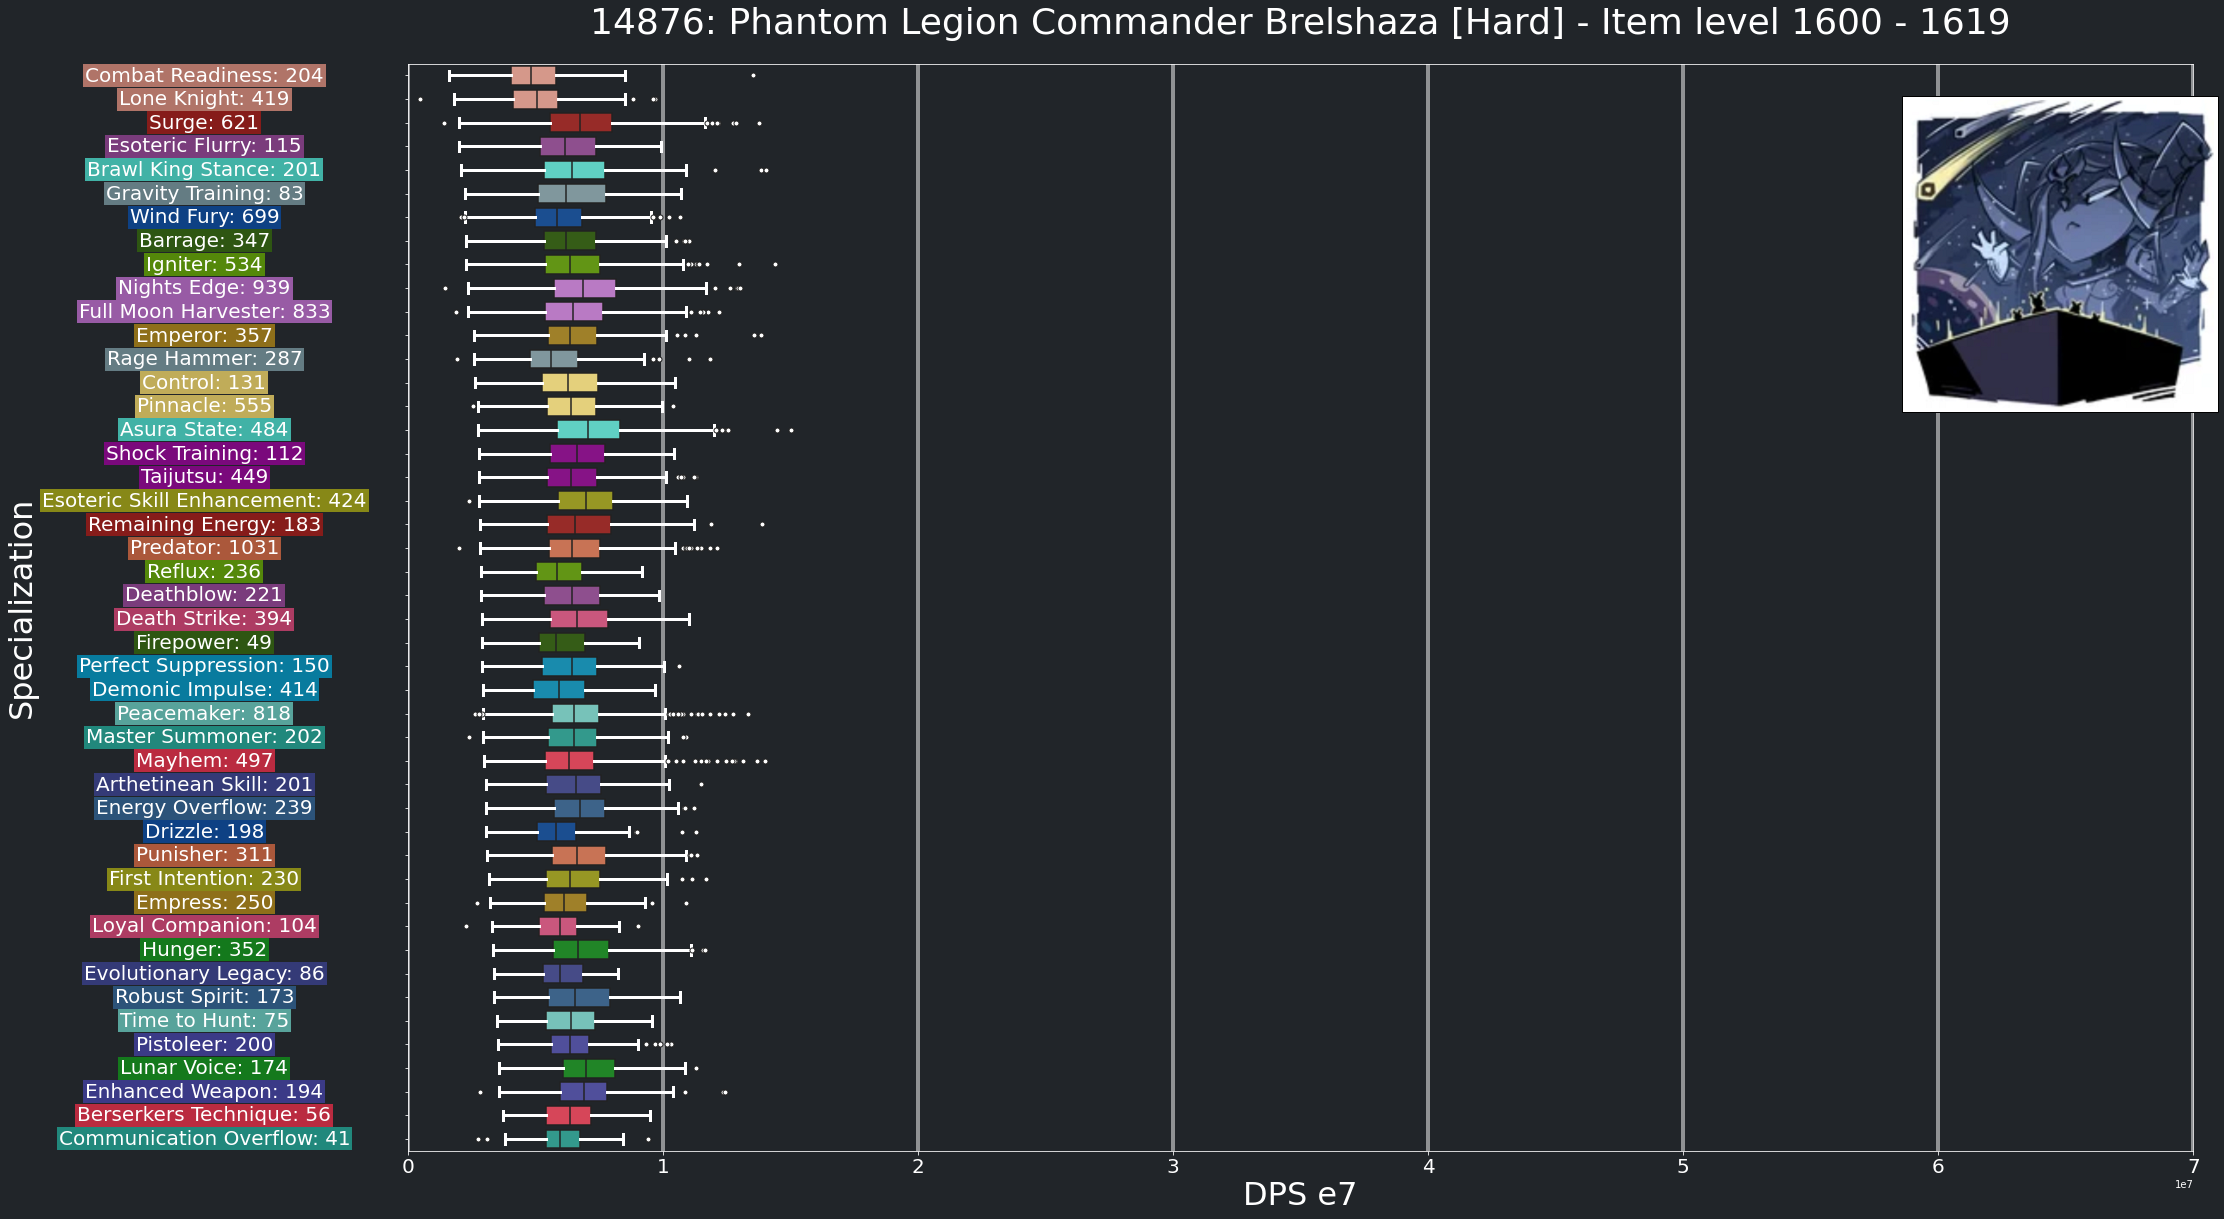 14876: Phantom Legion Commander Brelshaza [Hard] - Item level 1600 - 1619
Specialization
Combat Readiness: 204
Lone Knight: 419
Surge: 621
Esoteric Flurry: 115
Brawl King Stance: 201
Gravity Training: 83
Wind Fury: 699
Barrage: 347
Igniter: 534
Nights Edge: 939
Full Moon Harvester: 833
Emperor: 357
Rage Hammer: 287
Control: 131
Pinnacle: 555
Asura State: 484
Shock Training: 112
Taijutsu: 449
Esoteric Skill Enhancement: 424
Remaining Energy: 183
Predator: 1031
Reflux: 236
Deathblow: 221
Death Strike: 394
Firepower: 49
Perfect Suppression: 150
Demonic Impulse: 414
Peacemaker: 818
Master Summoner: 202
Mayhem: 497
Arthetinean Skill: 201
Energy Overflow: 239
Drizzle: 198
Punisher: 311
First Intention: 230
Empress: 250
Loyal Companion: 104
Hunger: 352
Evolutionary Legacy: 86
Robust Spirit: 173
Time to Hunt: 75
Pistoleer: 200
Lunar Voice: 174
Enhanced Weapon: 194
Berserkers Technique: 56
Communication Overflow: 41
0 1 2 3 4 5 6 7
1e7
DPS e7